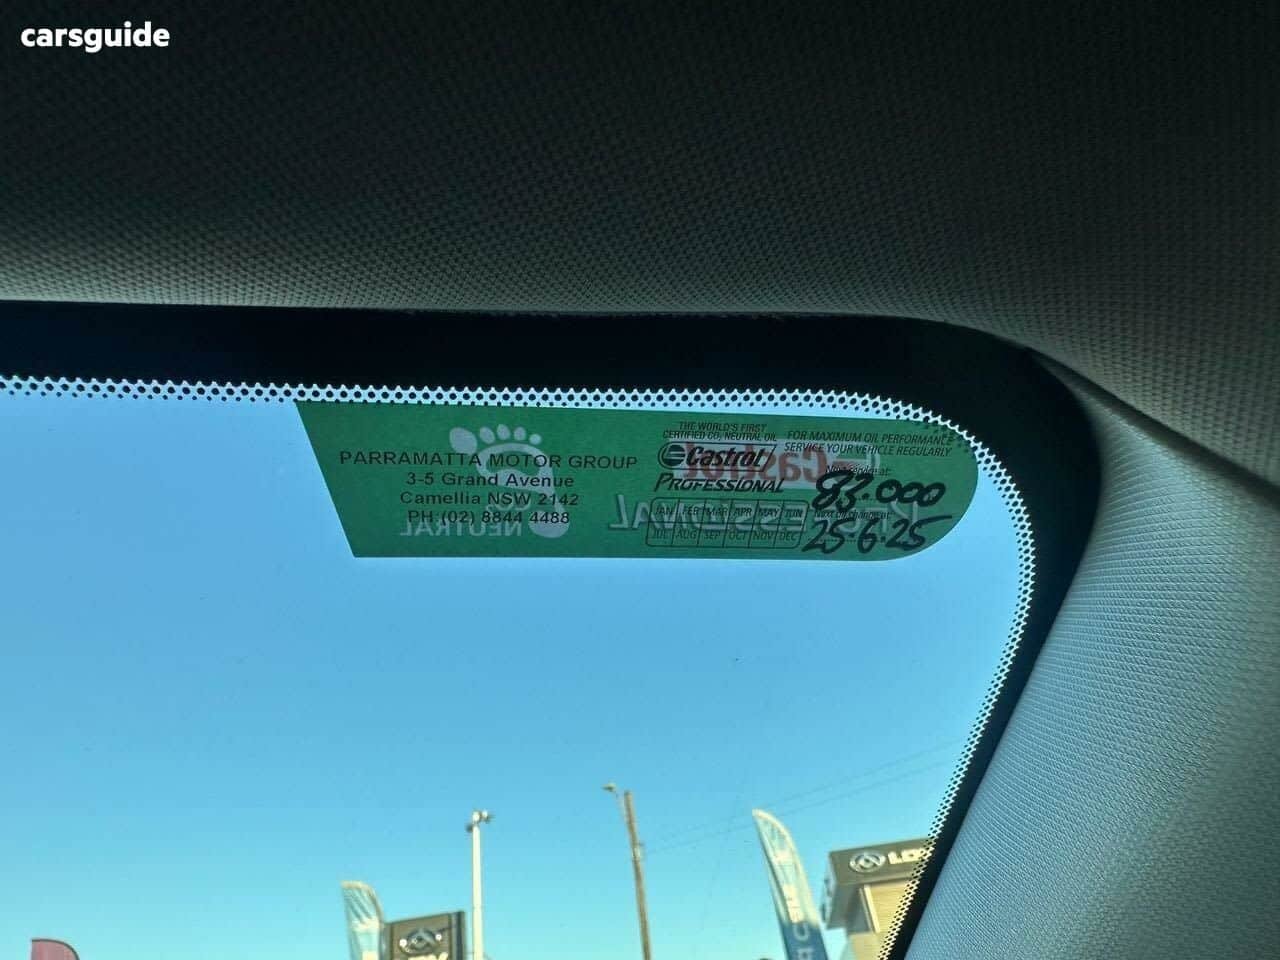 carsguide
PARRAMATTA MOTOR GROUP
3-5 Grand Avenue
Camellia NSW 2142
PH:(02) 8844 4488
NEUTRAL
THE WORLD'S FIRST
CERTIFIED CO₂ NEUTRAL OIL
Castrol
PROFESSIONAL
JAN FEB MAR APR MAY JUN
JUL AUG SEP OCT NOV DEC
FOR MAXIMUM OIL PERFORMANCE
SERVICE YOUR VEHICLE REGULARLY
83.000
25.6.25
Castrol
PROFESSIONAL